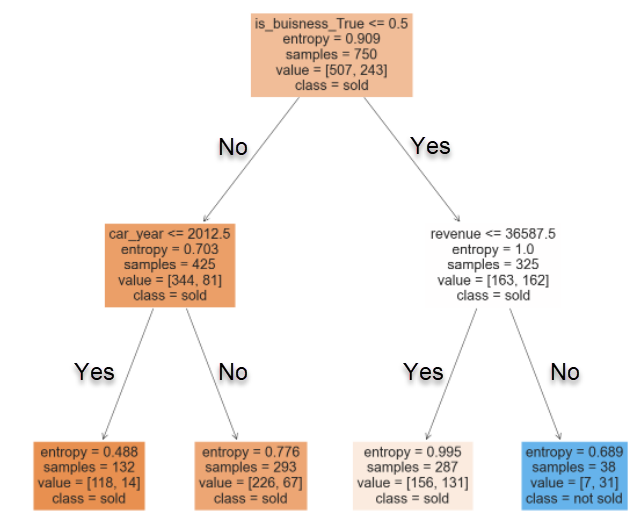 is_buisness_True <= 0.5
entropy = 0.909
samples = 750
value = [507, 243]
class = sold
No
Yes
car_year <= 2012.5
entropy = 0.703
samples = 425
value = [344, 81]
class = sold
revenue <= 36587.5
entropy = 1.0
samples = 325
value = [163, 162]
class = sold
Yes
No
Yes
No
entropy = 0.488
samples = 132
value = [118, 14]
class = sold
entropy = 0.776
samples = 293
value = [226, 67]
class = sold
entropy = 0.995
samples = 287
value = [156, 131]
class = sold
entropy = 0.689
samples = 38
value = [7, 31]
class = not sold